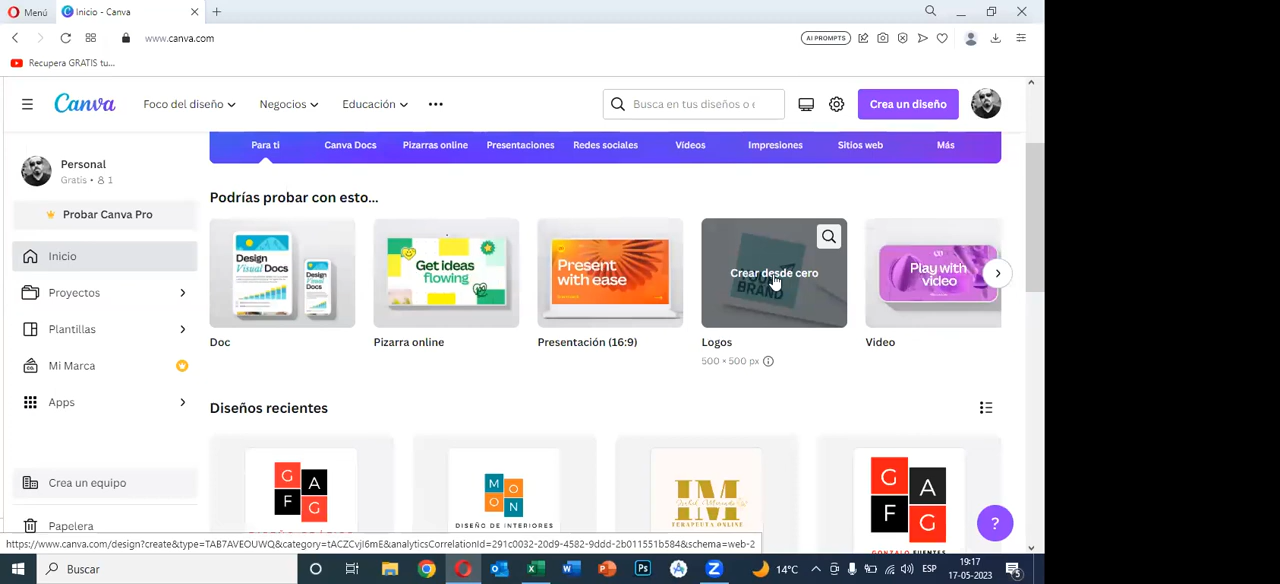 Menú
Inicio - Canva
www.canva.com
AI PROMPTS
Recupera GRATIS tu...
Canva
Foco del diseño
Negocios
Educación
Busca en tus diseños o e
Crea un diseño
Para ti
Canva Docs
Pizarras online
Presentaciones
Redes sociales
Vídeos
Impresiones
Sitios web
Más
Personal
Gratis • 1
Probar Canva Pro
Inicio
Proyectos
Plantillas
Mi Marca
Apps
Crea un equipo
Papelera
Podrías probar con esto...
Design
Visual Docs
Get ideas
flowing
Present
with ease
Crear desde cero
BRAND
Play with
video
Doc
Pizarra online
Presentación (16:9)
Logos
Video
500 × 500 px
Diseños recientes
G
A
F
G
M
O
O
N
DISEÑO DE INTERIORES
IM
TERAPEUTA ONLINE
G
A
F
G
GONZALO FUENTES
?
https://www.canva.com/design?create&type=TAB7AVEOUWQ&category=tACZCvjI6mE&analyticsCorrelationId=291c0032-20d9-4582-9ddd-2b011551b584&schema=web-2
Buscar
14°C
ESP
19:17
17-05-2023
5